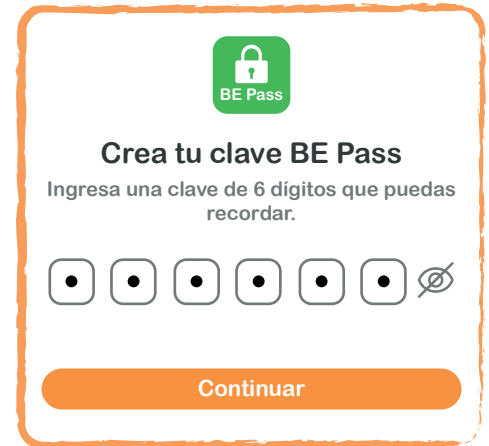 BE Pass
Crea tu clave BE Pass
Ingresa una clave de 6 dígitos que puedas
recordar.
Continuar